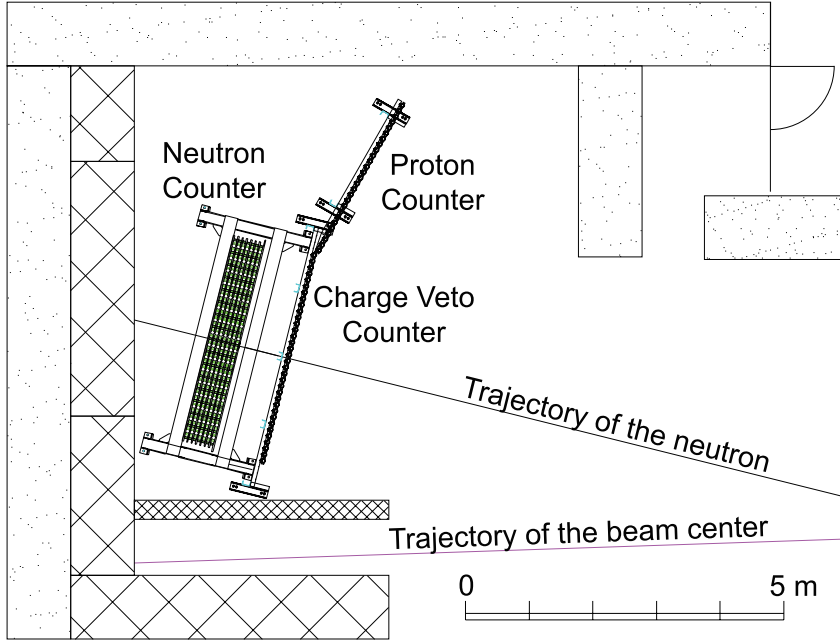 Neutron
Counter
Proton
Counter
Charge Veto
Counter
Trajectory of the neutron
Trajectory of the beam center
0
5 m